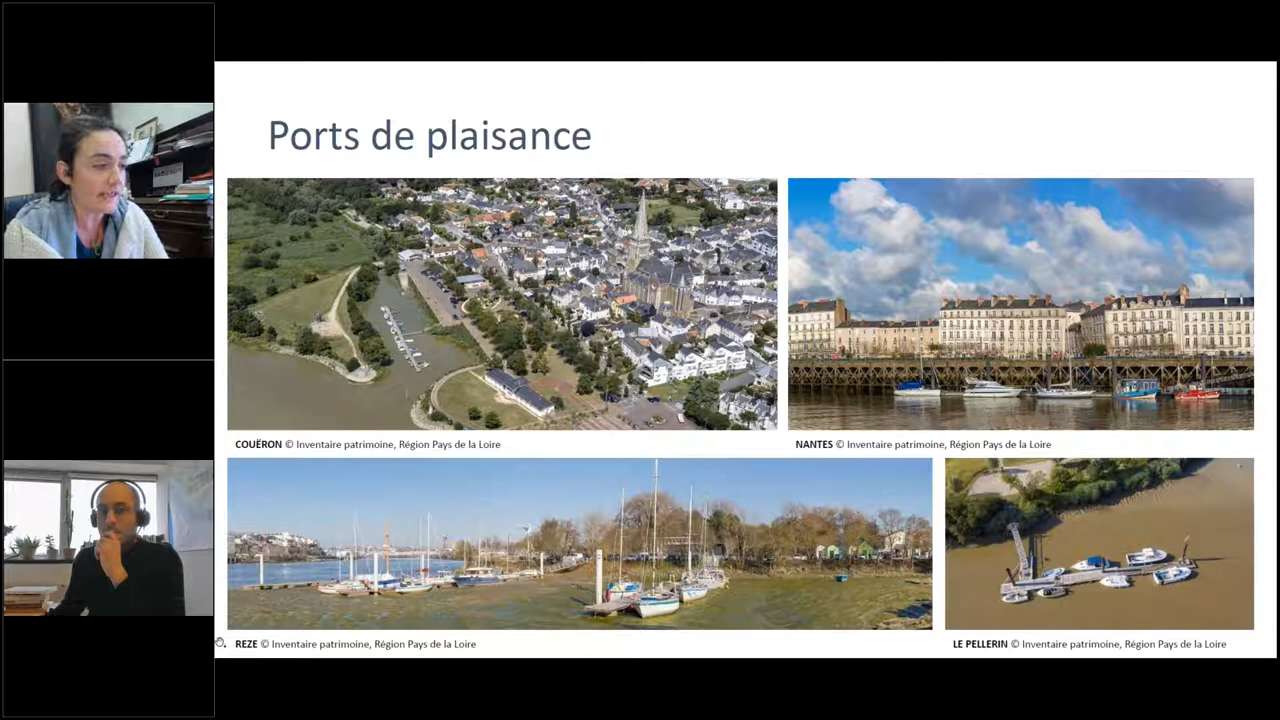 Ports de plaisance
COUËRON © Inventaire patrimoine, Région Pays de la Loire
NANTES © Inventaire patrimoine, Région Pays de la Loire
REZE © Inventaire patrimoine, Région Pays de la Loire
LE PELLERIN © Inventaire patrimoine, Région Pays de la Loire